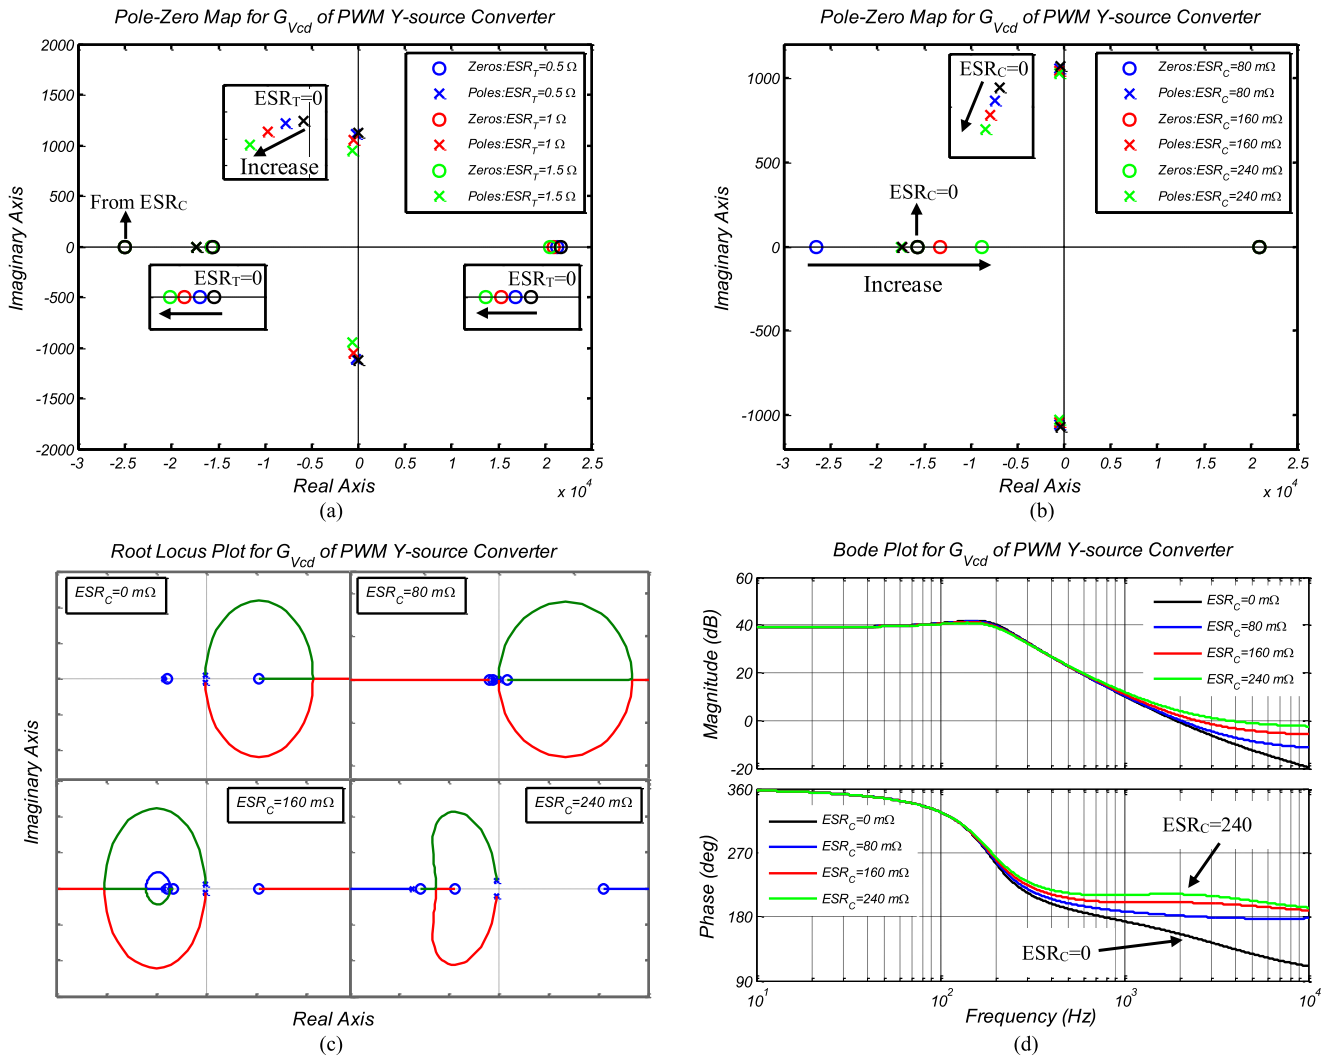 Pole-Zero Map for G_Vcd of PWM Y-source Converter
2000
1500
1000
500
0
-500
-1000
-1500
-2000
Imaginary Axis
-3
-2.5
-2
-1.5
-1
-0.5
0
0.5
1
1.5
2
2.5
x 10^4
Real Axis
Zeros:ESR_T=0.5 Ω
Poles:ESR_T=0.5 Ω
Zeros:ESR_T=1 Ω
Poles:ESR_T=1 Ω
Zeros:ESR_T=1.5 Ω
Poles:ESR_T=1.5 Ω
ESR_T=0
Increase
From ESR_C
ESR_T=0
ESR_T=0
(a)
Pole-Zero Map for G_Vcd of PWM Y-source Converter
1000
500
0
-500
-1000
Imaginary Axis
-3
-2.5
-2
-1.5
-1
-0.5
0
0.5
1
1.5
2
2.5
x 10^4
Real Axis
Zeros:ESR_C=80 mΩ
Poles:ESR_C=80 mΩ
Zeros:ESR_C=160 mΩ
Poles:ESR_C=160 mΩ
Zeros:ESR_C=240 mΩ
Poles:ESR_C=240 mΩ
ESR_C=0
ESR_C=0
Increase
(b)
Root Locus Plot for G_Vcd of PWM Y-source Converter
ESR_C=0 mΩ
ESR_C=80 mΩ
ESR_C=160 mΩ
ESR_C=240 mΩ
Imaginary Axis
Real Axis
(c)
Bode Plot for G_Vcd of PWM Y-source Converter
60
40
20
0
-20
Magnitude (dB)
ESR_C=0 mΩ
ESR_C=80 mΩ
ESR_C=160 mΩ
ESR_C=240 mΩ
360
270
180
90
Phase (deg)
ESR_C=0 mΩ
ESR_C=80 mΩ
ESR_C=160 mΩ
ESR_C=240 mΩ
ESR_C=240
ESR_C=0
10^1
10^2
10^3
10^4
Frequency (Hz)
(d)